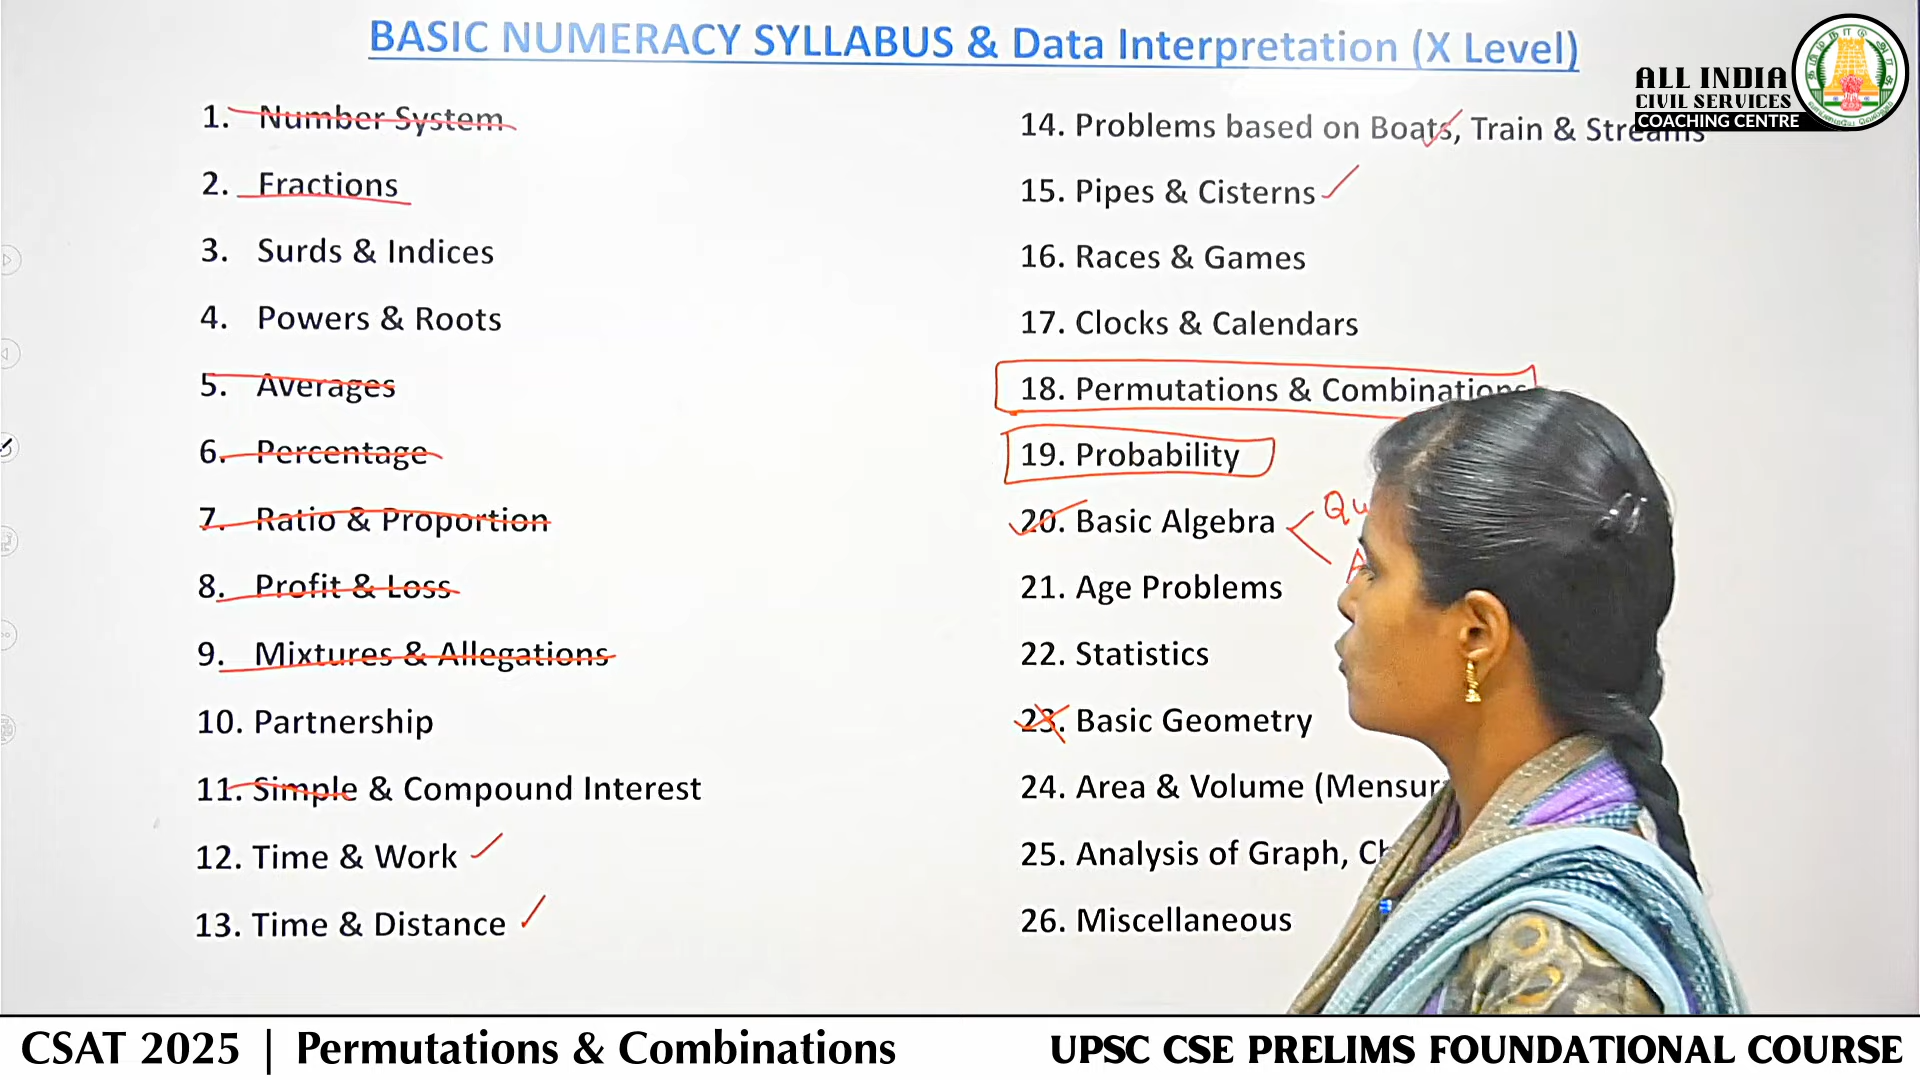 BASIC NUMERACY SYLLABUS & Data Interpretation (X Level)
ALL INDIA
CIVIL SERVICES
COACHING CENTRE
1. Number System
2. Fractions
3. Surds & Indices
4. Powers & Roots
5. Averages
6. Percentage
7. Ratio & Proportion
8. Profit & Loss
9. Mixtures & Allegations
10. Partnership
11. Simple & Compound Interest
12. Time & Work
13. Time & Distance
14. Problems based on Boats, Train & Streams
15. Pipes & Cisterns
16. Races & Games
17. Clocks & Calendars
18. Permutations & Combinations
19. Probability
20. Basic Algebra
21. Age Problems
22. Statistics
23. Basic Geometry
24. Area & Volume
25. Analysis of Graph,
26. Miscellaneous
CSAT 2025 | Permutations & Combinations
UPSC CSE PRELIMS FOUNDATIONAL COURSE